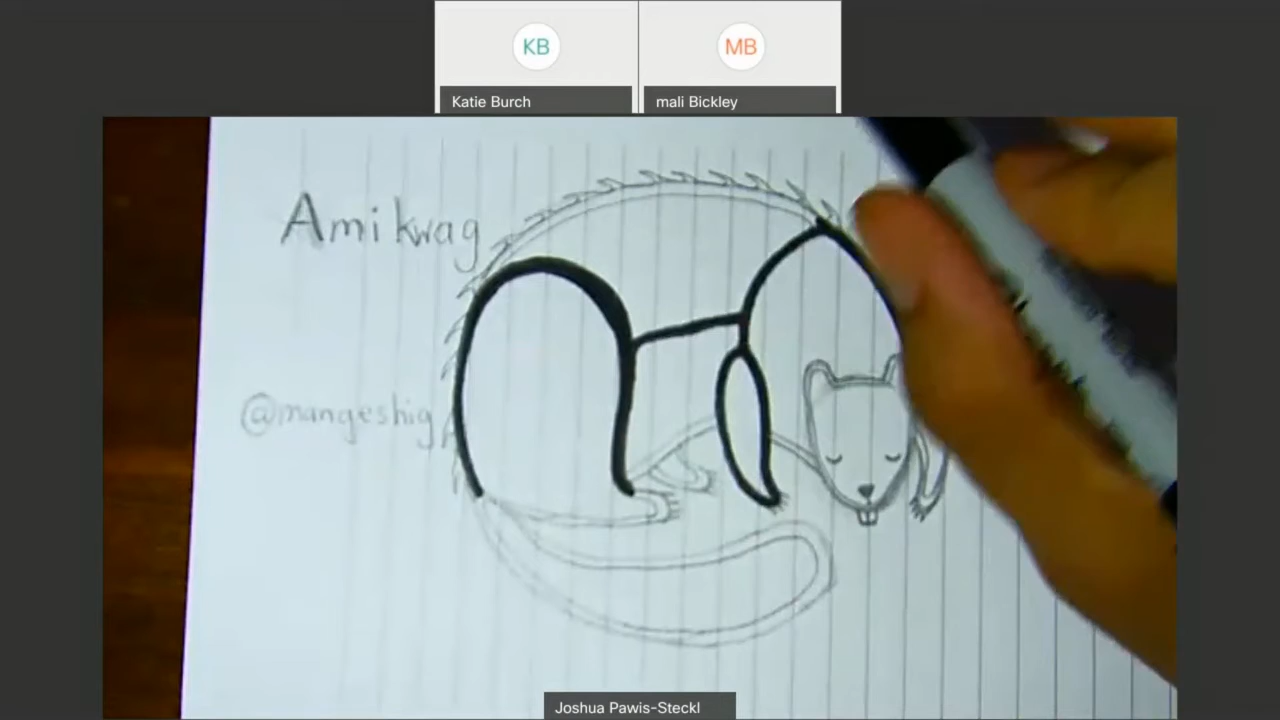 KB
MB
Katie Burch
mali Bickley
Amikwag
@mangeshig
Joshua Pawis-Steckl